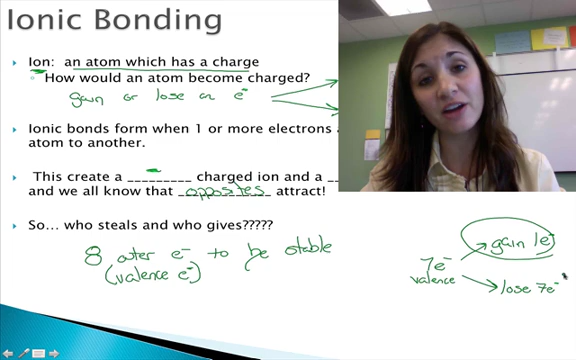 Ionic Bonding
Ion: an atom which has a charge
How would an atom become charged?
gain or lose an e⁻
Ionic bonds form when 1 or more electrons
atom to another.
This create a _________ charged ion and a
and we all know that opposites attract!
So... who steals and who gives?????
8 outer e⁻ to be stable
(valence e⁻)
gain 1e⁻
7e⁻
valence
lose 7e⁻